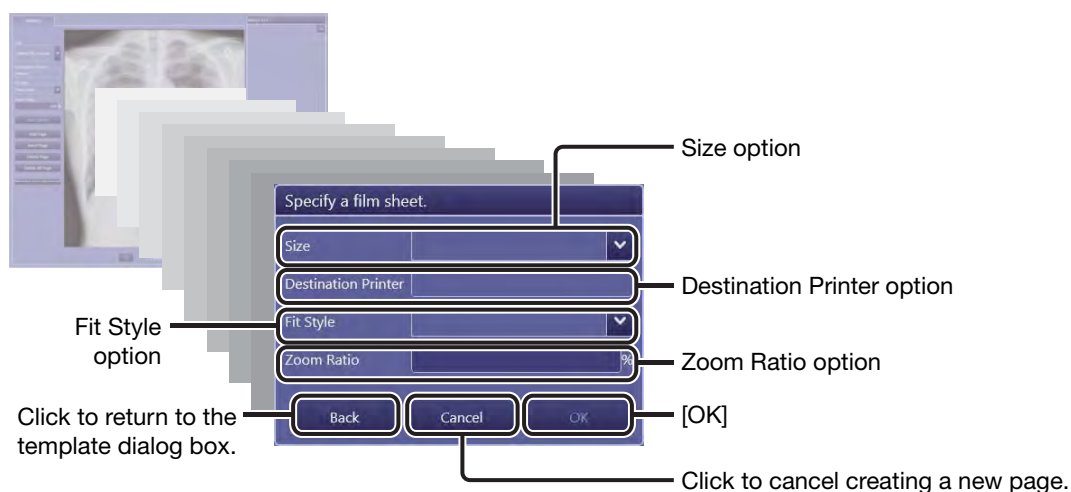 Size option
Specify a film sheet.
Size
Destination Printer
Destination Printer option
Fit Style
option
Fit Style
Zoom Ratio
%
Zoom Ratio option
Click to return to the
template dialog box.
Back
Cancel
OK
[OK]
Click to cancel creating a new page.